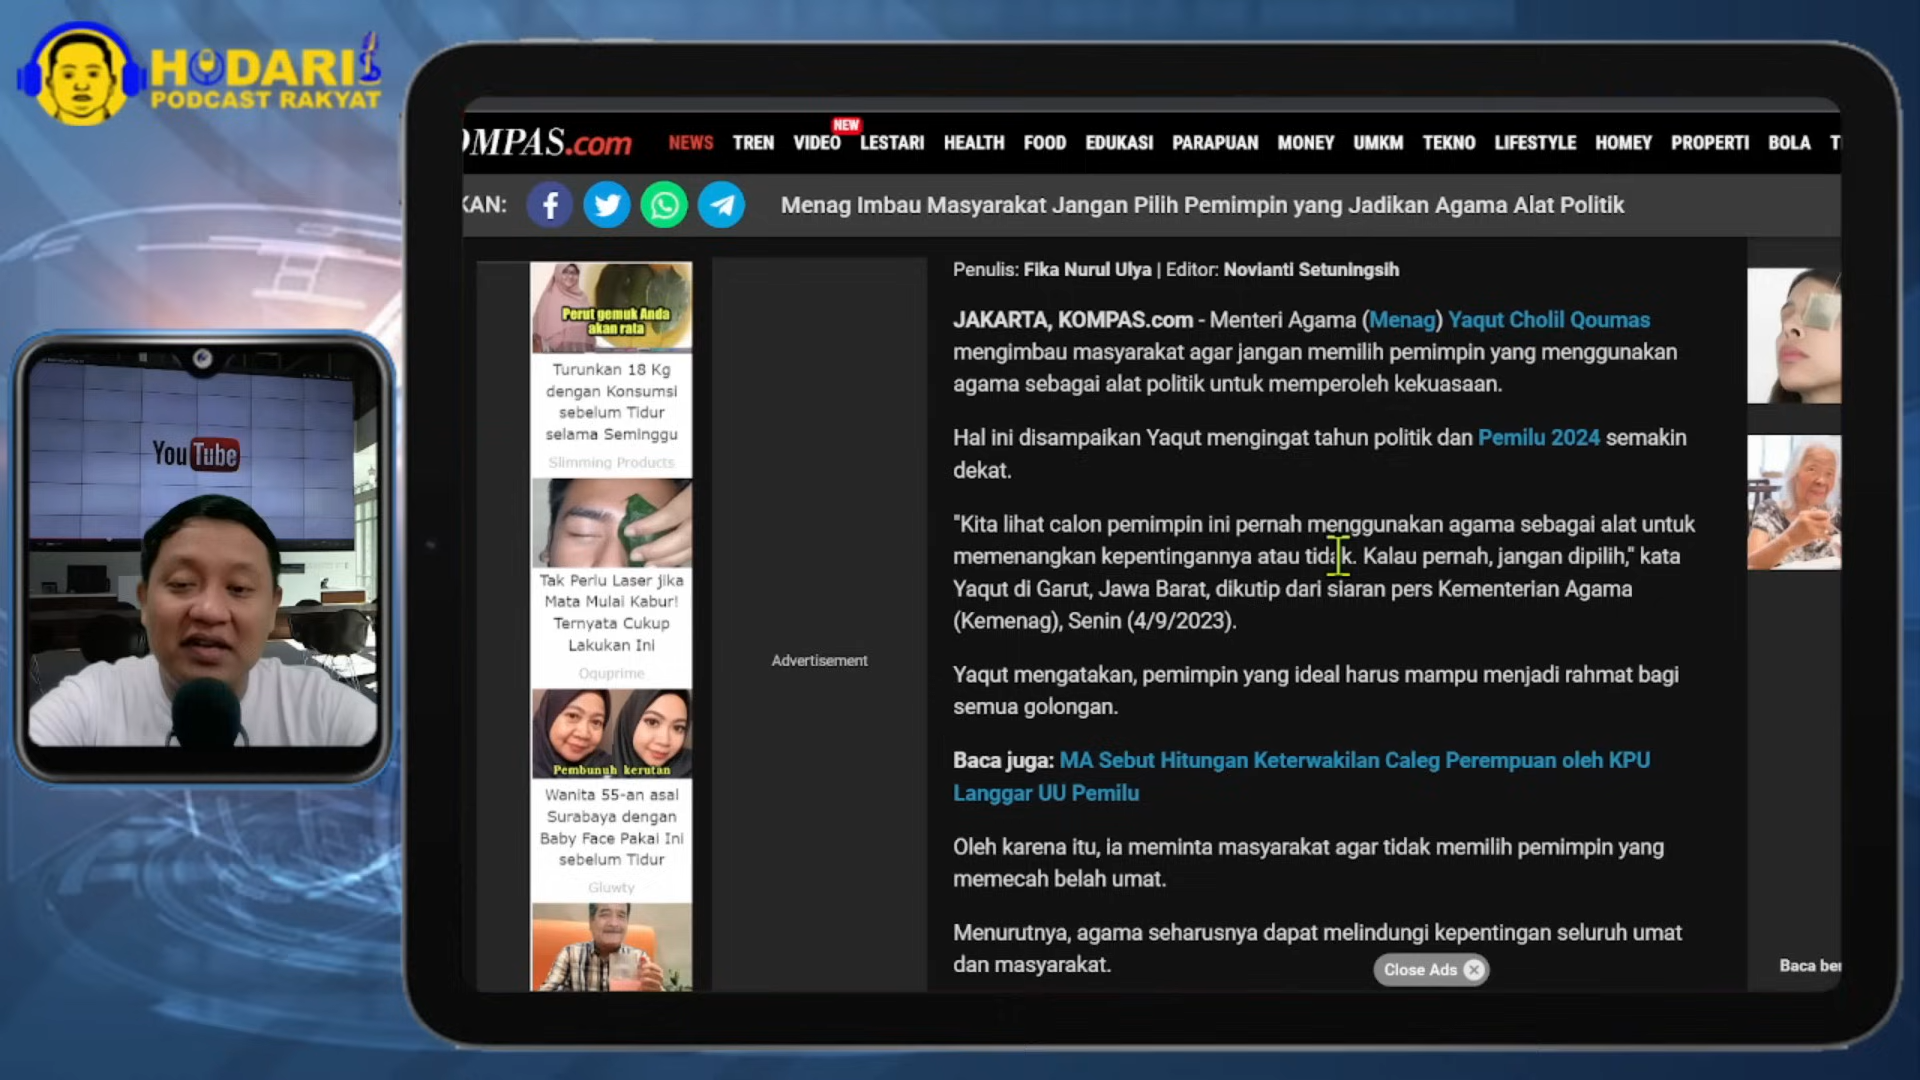 HODARI
PODCAST RAKYAT
YouTube
OMPAS.com
NEWS TREN VIDEO NEW LESTARI HEALTH FOOD EDUKASI PARAPUAN MONEY UMKM TEKNO LIFESTYLE HOMEY PROPERTI BOLA T
KAN:
Menag Imbau Masyarakat Jangan Pilih Pemimpin yang Jadikan Agama Alat Politik
Perut gemuk Anda
akan rata
Turunkan 18 Kg
dengan Konsumsi
sebelum Tidur
selama Seminggu
Slimming Products
Tak Perlu Laser jika
Mata Mulai Kabur!
Ternyata Cukup
Lakukan Ini
Oquprime
Pembunuh kerutan
Wanita 55-an asal
Surabaya dengan
Baby Face Pakai Ini
sebelum Tidur
Gluwty
Advertisement
Penulis: Fika Nurul Ulya | Editor: Novianti Setuningsih
JAKARTA, KOMPAS.com - Menteri Agama (Menag) Yaqut Cholil Qoumas
mengimbau masyarakat agar jangan memilih pemimpin yang menggunakan
agama sebagai alat politik untuk memperoleh kekuasaan.
Hal ini disampaikan Yaqut mengingat tahun politik dan Pemilu 2024 semakin
dekat.
"Kita lihat calon pemimpin ini pernah menggunakan agama sebagai alat untuk
memenangkan kepentingannya atau tidak. Kalau pernah, jangan dipilih," kata
Yaqut di Garut, Jawa Barat, dikutip dari siaran pers Kementerian Agama
(Kemenag), Senin (4/9/2023).
Yaqut mengatakan, pemimpin yang ideal harus mampu menjadi rahmat bagi
semua golongan.
Baca juga: MA Sebut Hitungan Keterwakilan Caleg Perempuan oleh KPU
Langgar UU Pemilu
Oleh karena itu, ia meminta masyarakat agar tidak memilih pemimpin yang
memecah belah umat.
Menurutnya, agama seharusnya dapat melindungi kepentingan seluruh umat
dan masyarakat.
Close Ads
Baca ber